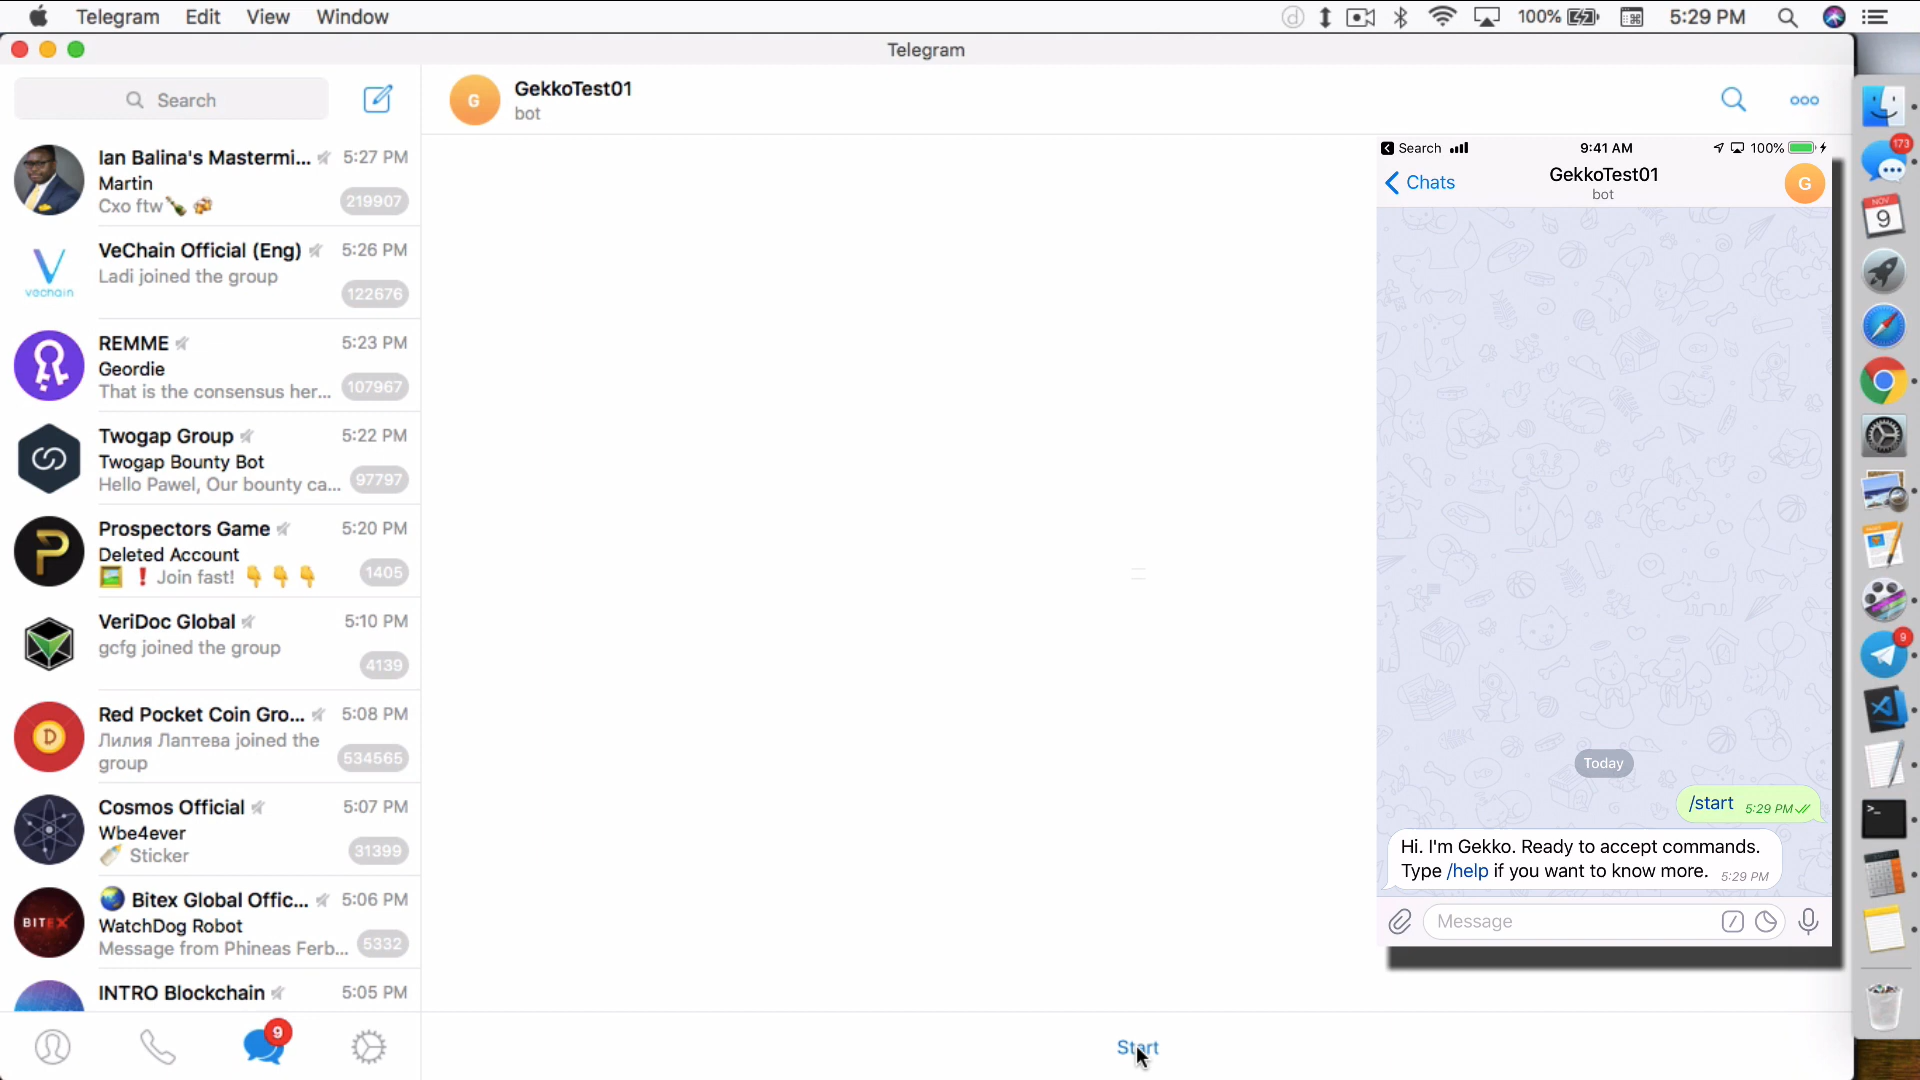 Telegram Edit View Window
100% 5:29 PM
Telegram
Search
GekkoTest01
bot
Ian Balina's Mastermi... 5:27 PM
Martin
Cxo ftw
219907
VeChain Official (Eng) 5:26 PM
Ladi joined the group
vechain
122676
REMME 5:23 PM
Geordie
That is the consensus her... 107967
Twogap Group 5:22 PM
Twogap Bounty Bot
Hello Pawel, Our bounty ca... 97797
Prospectors Game 5:20 PM
Deleted Account
Join fast! 1405
VeriDoc Global 5:10 PM
gcfg joined the group
4139
Red Pocket Coin Gro... 5:08 PM
Лилия Лаптева joined the
group
534565
Cosmos Official 5:07 PM
Wbe4ever
Sticker 31399
Bitex Global Offic... 5:06 PM
BITEX
WatchDog Robot
Message from Phineas Ferb... 5332
INTRO Blockchain 5:05 PM
9
G
Start
Search 9:41 AM 100%
Chats
GekkoTest01
bot
G
Today
/start 5:29 PM
Hi. I'm Gekko. Ready to accept commands.
Type /help if you want to know more. 5:29 PM
Message
173
NOV
9
9